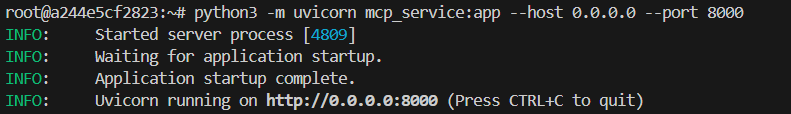 root@a244e5cf2823:~# python3 -m uvicorn mcp_service:app --host 0.0.0.0 --port 8000
INFO:     Started server process [4809]
INFO:     Waiting for application startup.
INFO:     Application startup complete.
INFO:     Uvicorn running on http://0.0.0.0:8000 (Press CTRL+C to quit)